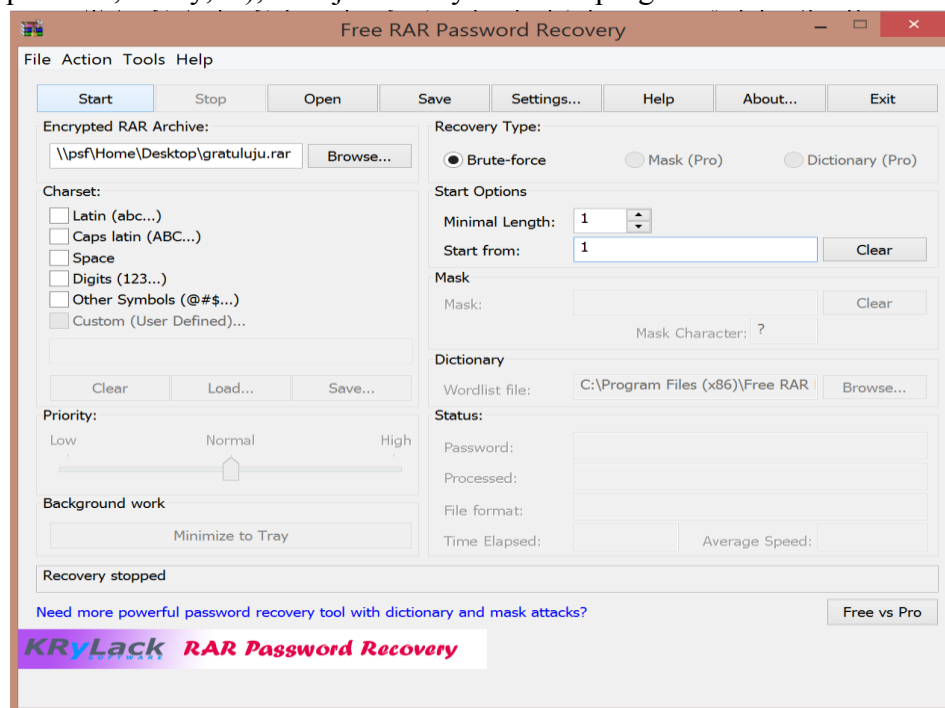 Free RAR Password Recovery
File Action Tools Help
Start Stop Open Save Settings... Help About... Exit
Encrypted RAR Archive:
\\psf\Home\Desktop\gratuluju.rar Browse...
Recovery Type:
Brute-force Mask (Pro) Dictionary (Pro)
Charset:
Latin (abc...)
Caps latin (ABC...)
Space
Digits (123...)
Other Symbols (@#$...)
Custom (User Defined)...
Clear Load... Save...
Start Options
Minimal Length: 1
Start from: 1 Clear
Mask
Mask: Clear
Mask Character: ?
Dictionary
Wordlist file: C:\Program Files (x86)\Free RAR Browse...
Priority:
Low Normal High
Status:
Password:
Processed:
File format:
Time Elapsed: Average Speed:
Background work
Minimize to Tray
Recovery stopped
Need more powerful password recovery tool with dictionary and mask attacks? Free vs Pro
KRyLack SOFTWARE RAR Password Recovery